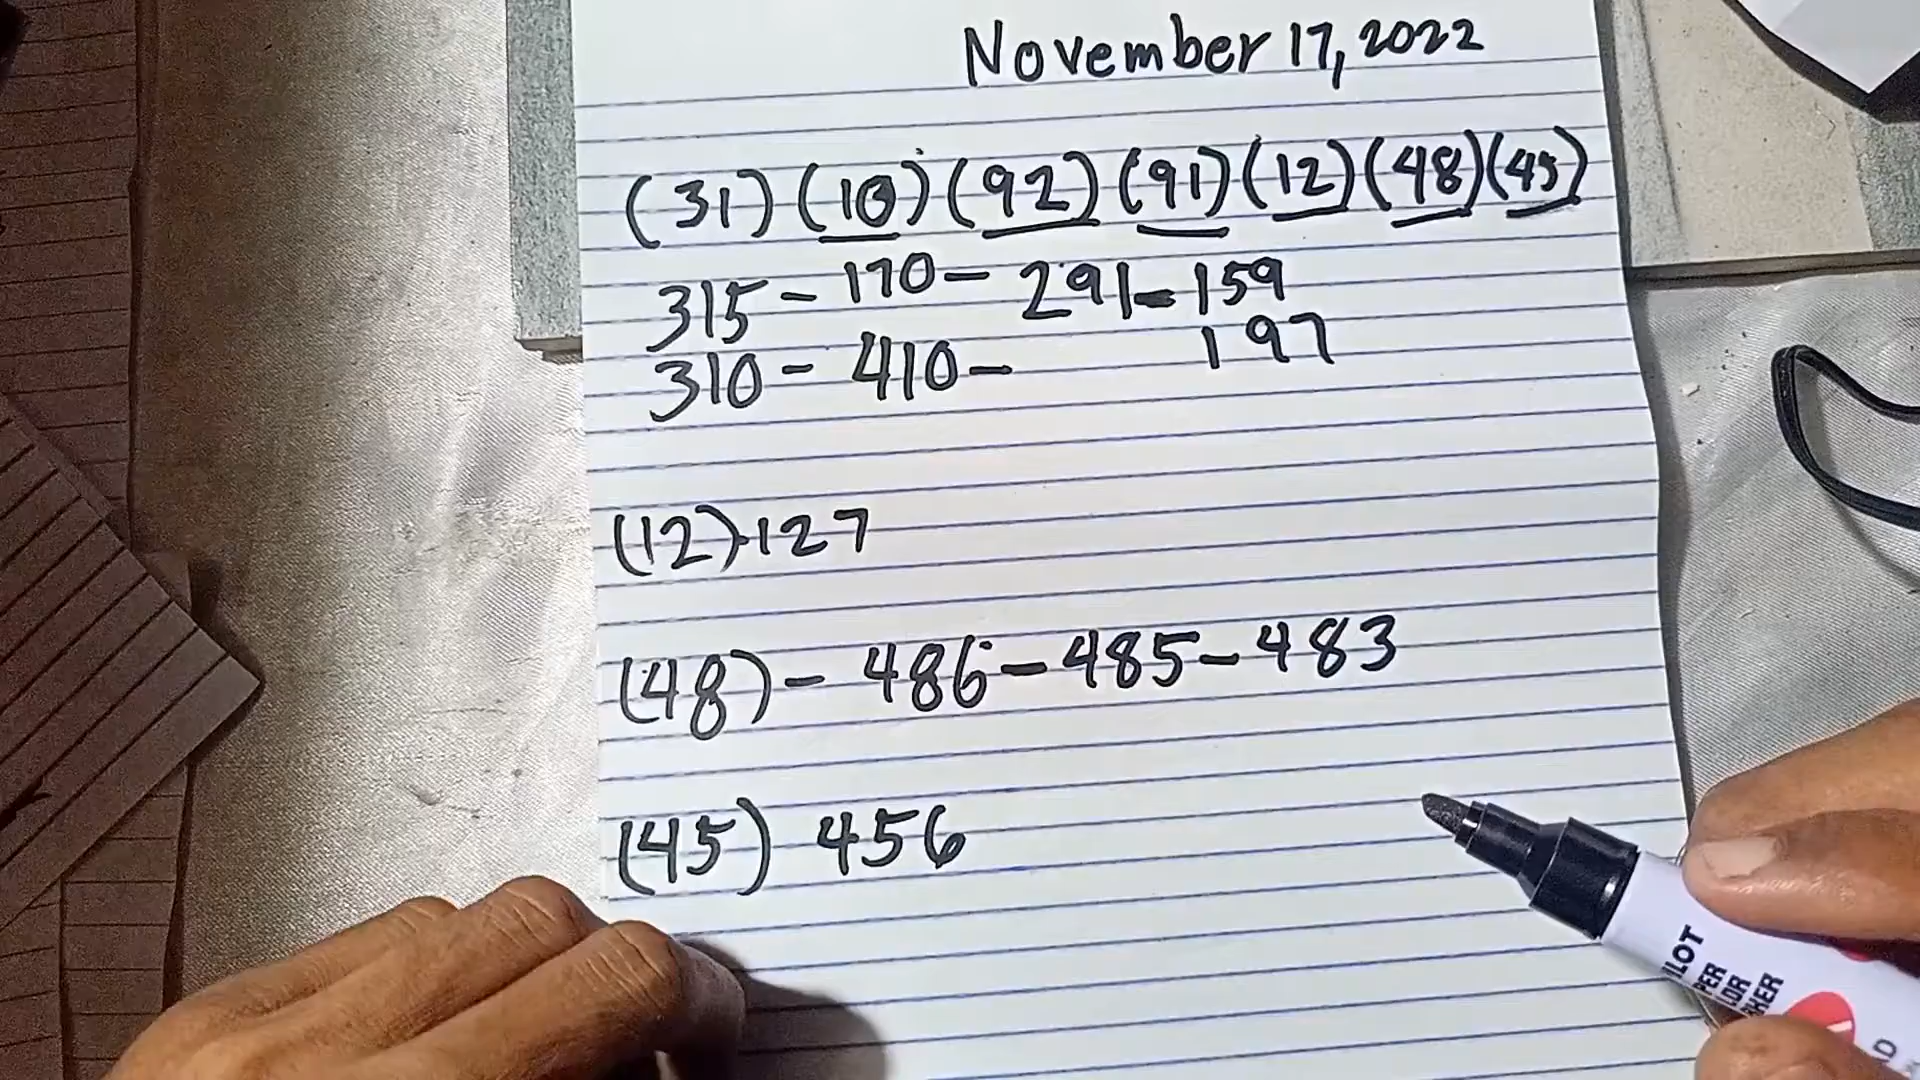 November 17, 2022
(31) (10) (92) (91) (12) (48) (45)
315 - 170 - 291 - 159
197
310 - 410 -
(12) - 127
(48) - 486 - 485 - 483
(45) 456